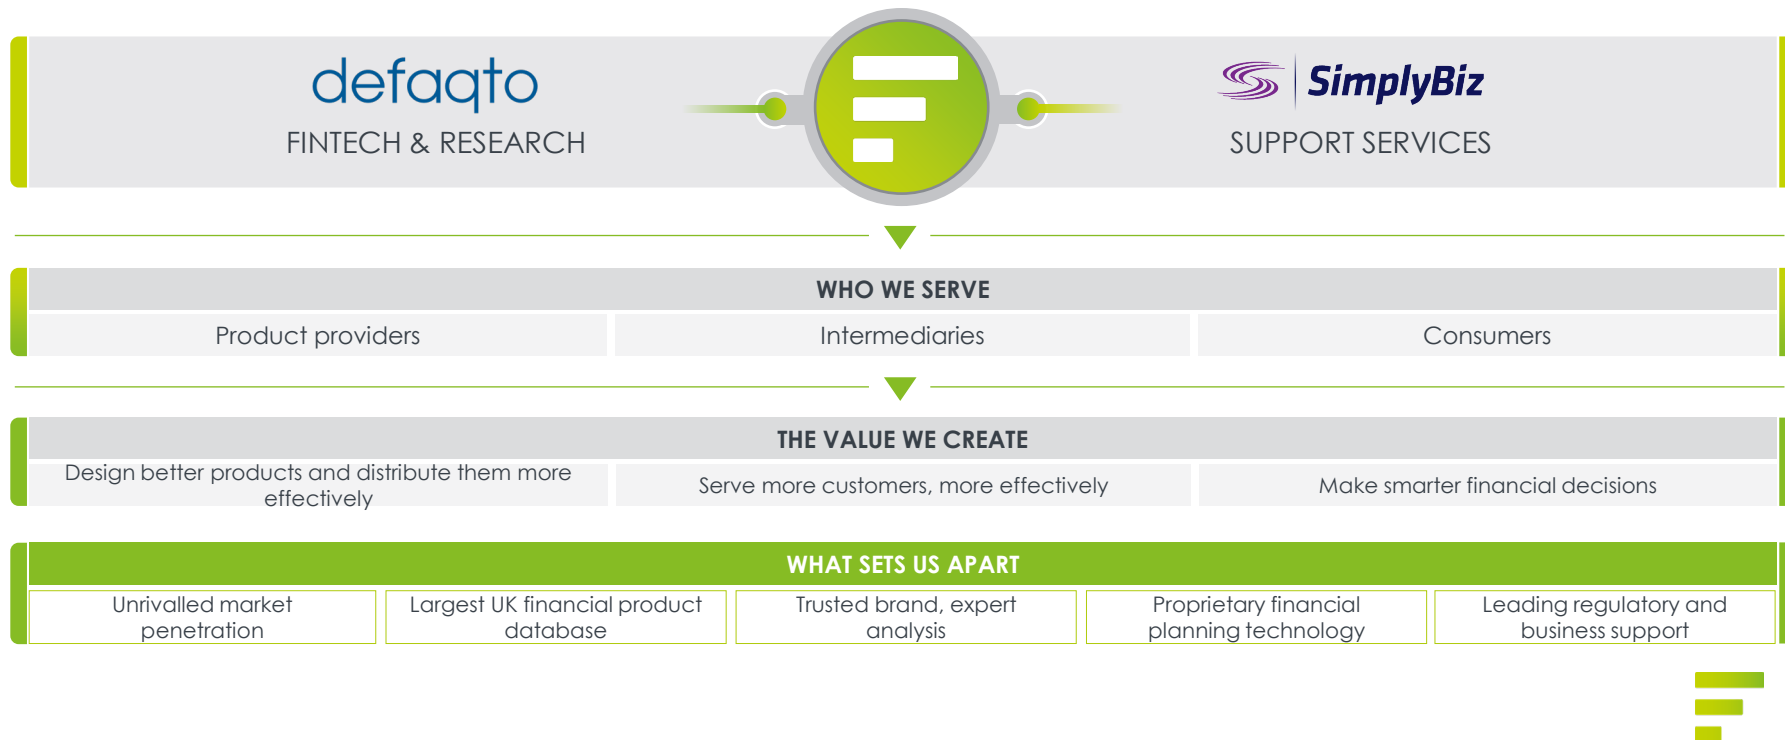 defaqto
SimplyBiz
FINTECH & RESEARCH
SUPPORT SERVICES
WHO WE SERVE
Product providers
Intermediaries
Consumers
THE VALUE WE CREATE
Design better products and distribute them more
effectively
Serve more customers, more effectively
Make smarter financial decisions
WHAT SETS US APART
Unrivalled market
penetration
Largest UK financial product
database
Trusted brand, expert
analysis
Proprietary financial
planning technology
Leading regulatory and
business support